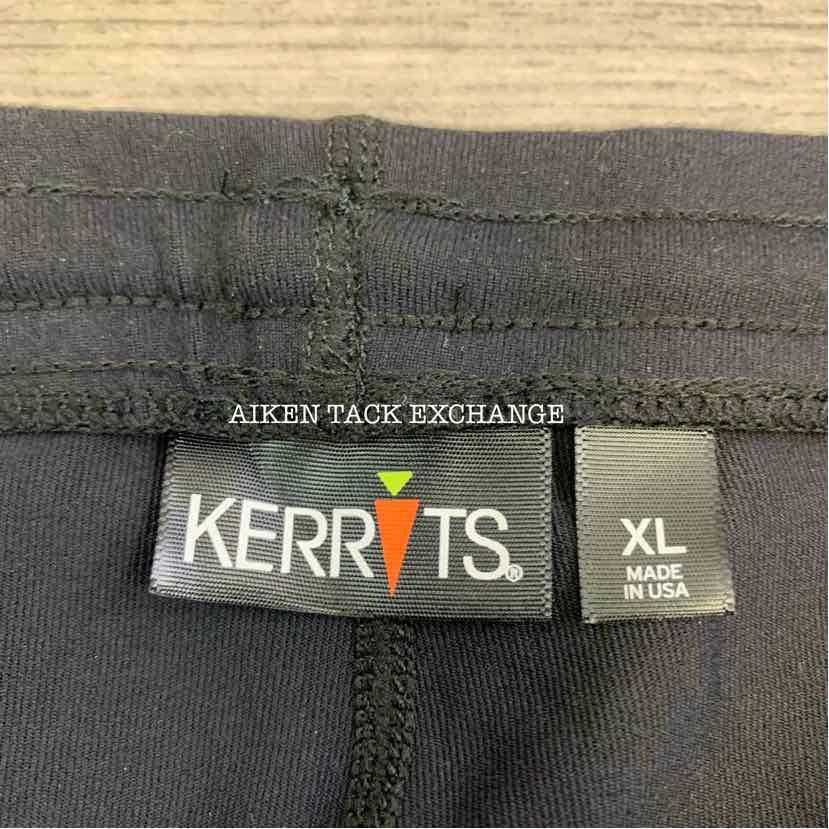 AIKEN TACK EXCHANGE
KERRITS®
XL
MADE
IN USA